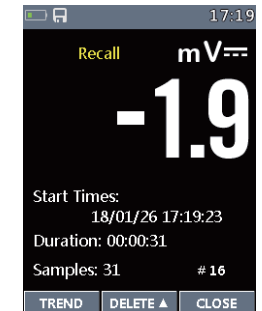 17:19
Recall mV
-1.9
Start Times:
18/01/26 17:19:23
Duration: 00:00:31
Samples: 31 # 16
TREND DELETE ▲ CLOSE